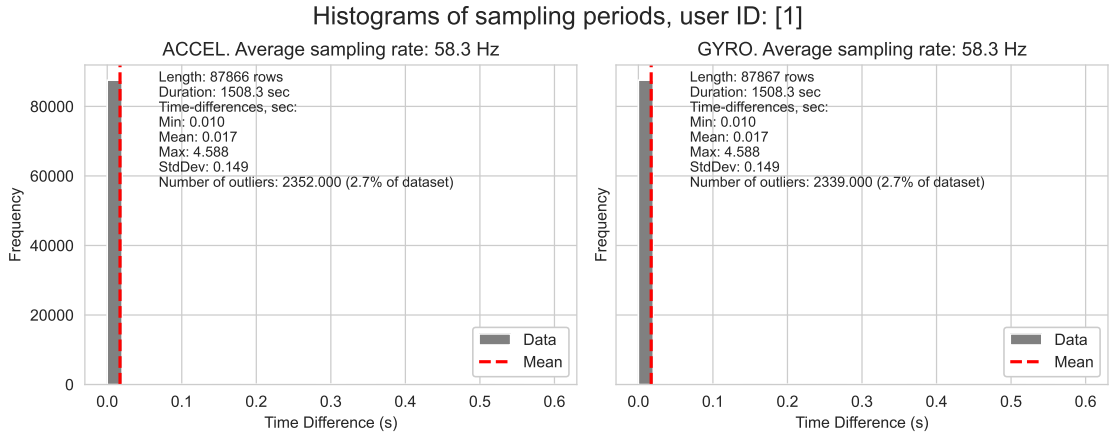 Histograms of sampling periods, user ID: [1]
ACCEL. Average sampling rate: 58.3 Hz
Length: 87866 rows
Duration: 1508.3 sec
Time-differences, sec:
Min: 0.010
Mean: 0.017
Max: 4.588
StdDev: 0.149
Number of outliers: 2352.000 (2.7% of dataset)
Frequency
80000
60000
40000
20000
0
Data
Mean
0.0 0.1 0.2 0.3 0.4 0.5 0.6
Time Difference (s)
GYRO. Average sampling rate: 58.3 Hz
Length: 87867 rows
Duration: 1508.3 sec
Time-differences, sec:
Min: 0.010
Mean: 0.017
Max: 4.588
StdDev: 0.149
Number of outliers: 2339.000 (2.7% of dataset)
Frequency
Data
Mean
0.0 0.1 0.2 0.3 0.4 0.5 0.6
Time Difference (s)